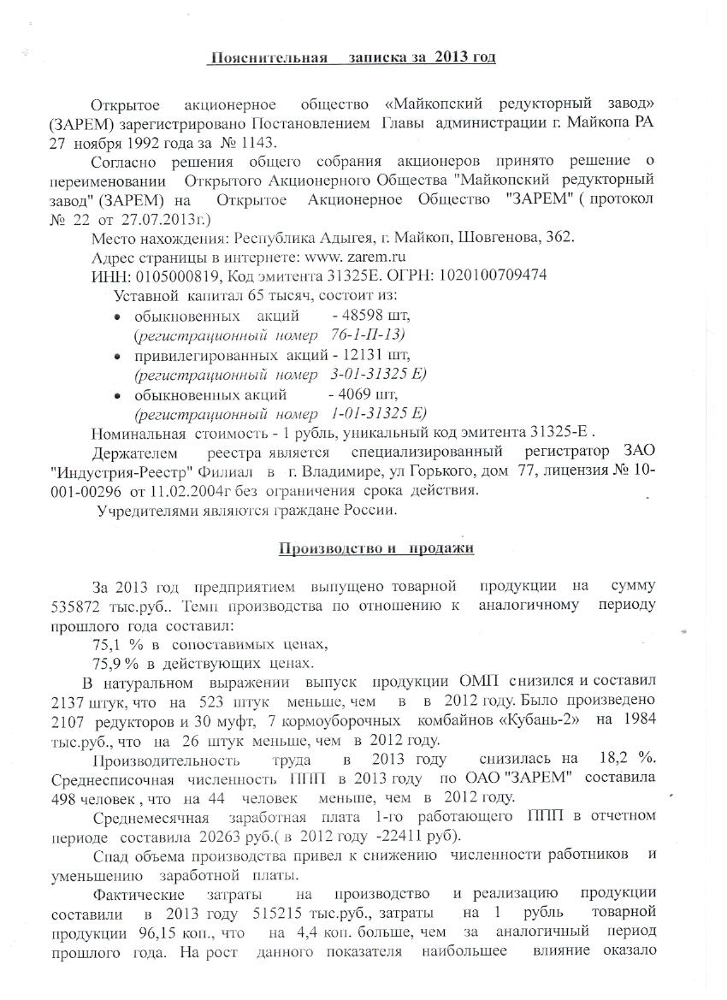 Пояснительная записка за 2013 год
Открытое акционерное общество «Майкопский редукторный завод»
(ЗАРЕМ) зарегистрировано Постановлением Главы администрации г. Майкопа РА
27 ноября 1992 года за № 1143.
Согласно решения общего собрания акционеров принято решение о
переименовании Открытого Акционерного Общества "Майкопский редукторный
завод" (ЗАРЕМ) на Открытое Акционерное Общество "ЗАРЕМ" ( протокол
№ 22 от 27.07.2013г.)
Место нахождения: Республика Адыгея, г. Майкоп, Шовгенова, 362.
Адрес страницы в интернете: www. zarem.ru
ИНН: 0105000819, Код эмитента 31325Е. ОГРН: 1020100709474
Уставной капитал 65 тысяч, состоит из:
• обыкновенных акций - 48598 шт,
(регистрационный номер 76-1-П-13)
• привилегированных акций - 12131 шт,
(регистрационный номер 3-01-31325 Е)
• обыкновенных акций - 4069 шт,
(регистрационный номер 1-01-31325 Е)
Номинальная стоимость - 1 рубль, уникальный код эмитента 31325-Е .
Держателем реестра является специализированный регистратор ЗАО
"Индустрия-Реестр" Филиал в г. Владимире, ул Горького, дом 77, лицензия № 10-
001-00296 от 11.02.2004г без ограничения срока действия.
Учредителями являются граждане России.
Производство и продажи
За 2013 год предприятием выпущено товарной продукции на сумму
535872 тыс.руб.. Темп производства по отношению к аналогичному периоду
прошлого года составил:
75,1 % в сопоставимых ценах,
75,9 % в действующих ценах.
В натуральном выражении выпуск продукции ОМП снизился и составил
2137 штук, что на 523 штук меньше, чем в в 2012 году. Было произведено
2107 редукторов и 30 муфт, 7 кормоуборочных комбайнов «Кубань-2» на 1984
тыс.руб., что на 26 штук меньше, чем в 2012 году.
Производительность труда в 2013 году снизилась на 18,2 %.
Среднесписочная численность ППП в 2013 году по ОАО "ЗАРЕМ" составила
498 человек , что на 44 человек меньше, чем в 2012 году.
Среднемесячная заработная плата 1-го работающего ППП в отчетном
периоде составила 20263 руб.( в 2012 году -22411 руб).
Спад объема производства привел к снижению численности работников и
уменьшению заработной платы.
Фактические затраты на производство и реализацию продукции
составили в 2013 году 515215 тыс.руб., затраты на 1 рубль товарной
продукции 96,15 коп., что на 4,4 коп. больше, чем за аналогичный период
прошлого года. На рост данного показателя наибольшее влияние оказало